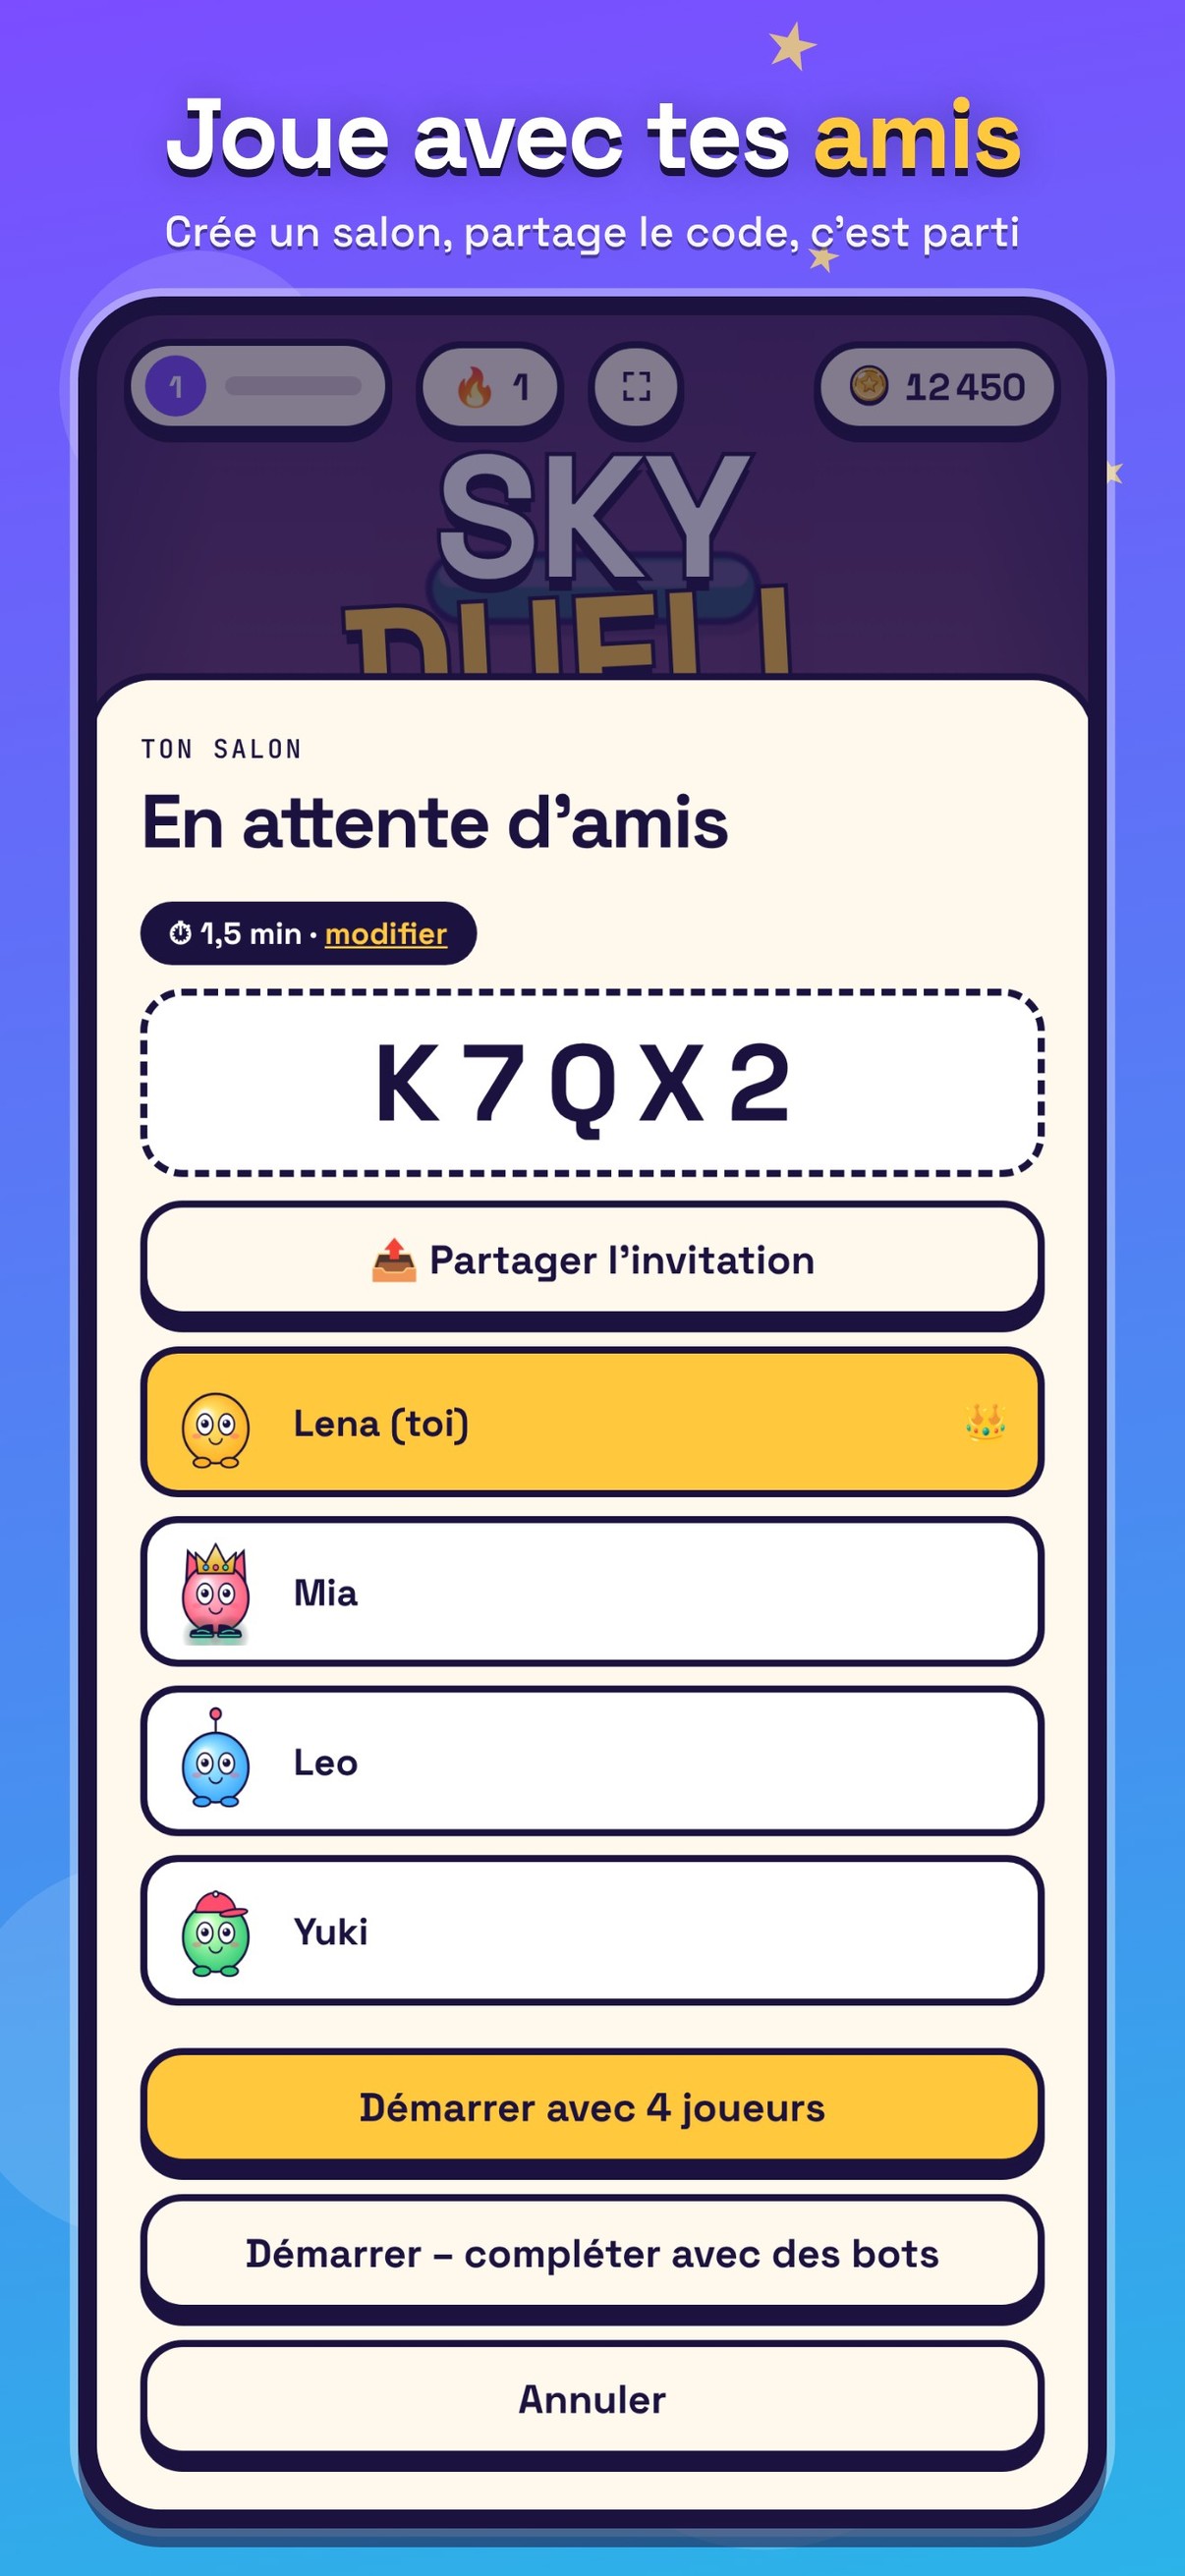 Joue avec tes amis
Crée un salon, partage le code, c’est parti
1
1
12 450
SKY
DUELL
TON SALON
En attente d’amis
1,5 min · modifier
K7QX2
Partager l’invitation
Lena (toi)
Mia
Leo
Yuki
Démarrer avec 4 joueurs
Démarrer – compléter avec des bots
Annuler